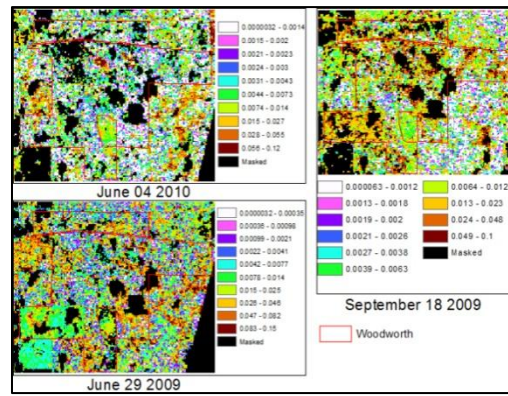 0.0000032 - 0.0014
0.0015 - 0.002
0.0021 - 0.0023
0.0024 - 0.003
0.0031 - 0.0043
0.0044 - 0.0073
0.0074 - 0.014
0.015 - 0.027
0.028 - 0.055
0.056 - 0.12
Masked
June 04 2010
0.0000032 - 0.00035
0.00036 - 0.00098
0.00099 - 0.0021
0.0022 - 0.0041
0.0042 - 0.0077
0.0078 - 0.014
0.015 - 0.025
0.026 - 0.046
0.047 - 0.082
0.083 - 0.15
Masked
June 29 2009
0.000063 - 0.0012
0.0013 - 0.0018
0.0019 - 0.002
0.0021 - 0.0026
0.0027 - 0.0038
0.0039 - 0.0063
0.0064 - 0.012
0.013 - 0.023
0.024 - 0.048
0.049 - 0.1
Masked
September 18 2009
Woodworth